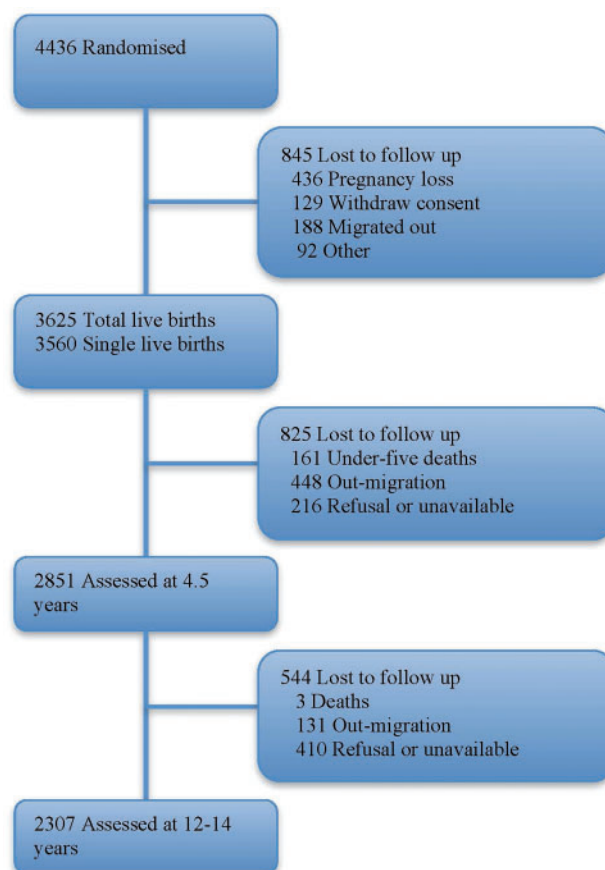 4436 Randomised
845 Lost to follow up
436 Pregnancy loss
129 Withdraw consent
188 Migrated out
92 Other
3625 Total live births
3560 Single live births
825 Lost to follow up
161 Under-five deaths
448 Out-migration
216 Refusal or unavailable
2851 Assessed at 4.5
years
544 Lost to follow up
3 Deaths
131 Out-migration
410 Refusal or unavailable
2307 Assessed at 12-14
years